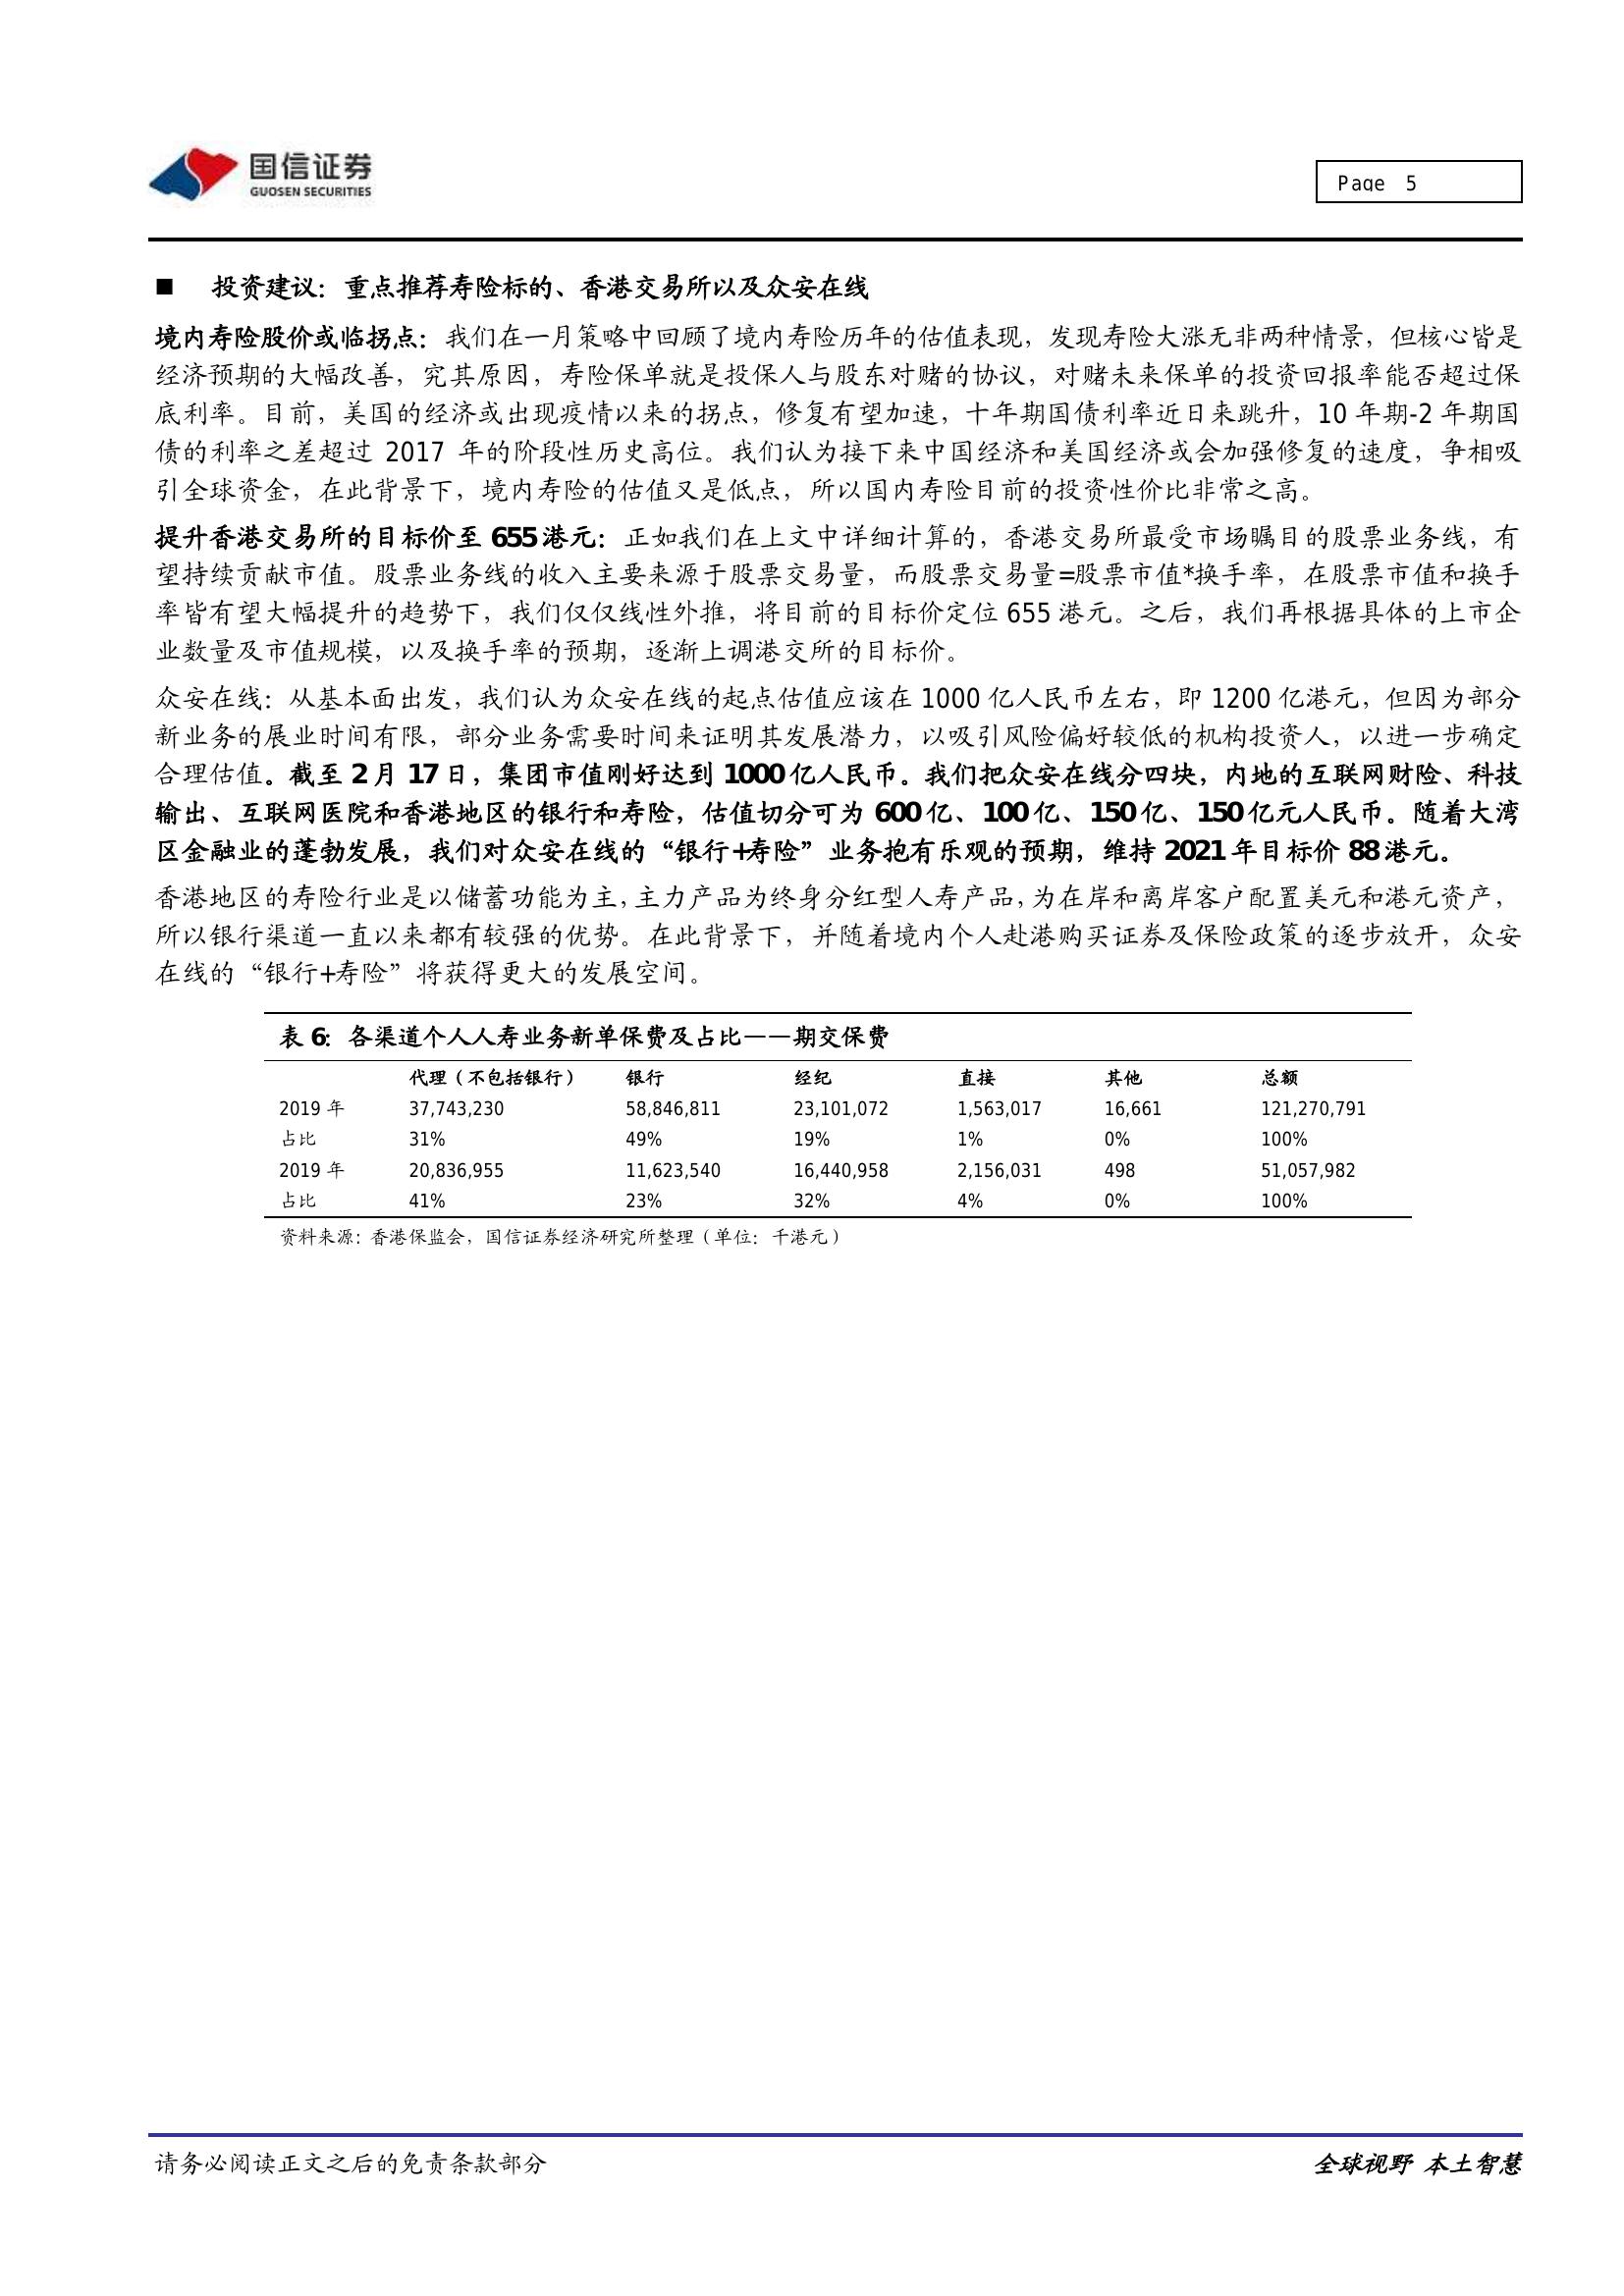 国信证券
GUOSEN SECURITIES
Page 5
■ 投资建议：重点推荐寿险标的、香港交易所以及众安在线
境内寿险股价或临拐点：我们在一月策略中回顾了境内寿险历年的估值表现，发现寿险大涨无非两种情景，但核心皆是
经济预期的大幅改善，究其原因，寿险保单就是投保人与股东对赌的协议，对赌未来保单的投资回报率能否超过保
底利率。目前，美国的经济或出现疫情以来的拐点，修复有望加速，十年期国债利率近日来跳升，10 年期-2 年期国
债的利率之差超过 2017 年的阶段性历史高位。我们认为接下来中国经济和美国经济或会加强修复的速度，争相吸
引全球资金，在此背景下，境内寿险的估值又是低点，所以国内寿险目前的投资性价比非常之高。
提升香港交易所的目标价至 655 港元：正如我们在上文中详细计算的，香港交易所最受市场瞩目的股票业务线，有
望持续贡献市值。股票业务线的收入主要来源于股票交易量，而股票交易量=股票市值*换手率，在股票市值和换手
率皆有望大幅提升的趋势下，我们仅仅线性外推，将目前的目标价定位 655 港元。之后，我们再根据具体的上市企
业数量及市值规模，以及换手率的预期，逐渐上调港交所的目标价。
众安在线：从基本面出发，我们认为众安在线的起点估值应该在 1000 亿人民币左右，即 1200 亿港元，但因为部分
新业务的展业时间有限，部分业务需要时间来证明其发展潜力，以吸引风险偏好较低的机构投资人，以进一步确定
合理估值。截至 2 月 17 日，集团市值刚好达到 1000 亿人民币。我们把众安在线分四块，内地的互联网财险、科技
输出、互联网医院和香港地区的银行和寿险，估值切分可为 600 亿、100 亿、150 亿、150 亿元人民币。随着大湾
区金融业的蓬勃发展，我们对众安在线的“银行+寿险”业务抱有乐观的预期，维持 2021 年目标价 88 港元。
香港地区的寿险行业是以储蓄功能为主，主力产品为终身分红型人寿产品，为在岸和离岸客户配置美元和港元资产，
所以银行渠道一直以来都有较强的优势。在此背景下，并随着境内个人赴港购买证券及保险政策的逐步放开，众安
在线的“银行+寿险”将获得更大的发展空间。
表 6：各渠道个人人寿业务新单保费及占比——期交保费
代理（不包括银行） 银行 经纪 直接 其他 总额
2019 年 37,743,230 58,846,811 23,101,072 1,563,017 16,661 121,270,791
占比 31% 49% 19% 1% 0% 100%
2019 年 20,836,955 11,623,540 16,440,958 2,156,031 498 51,057,982
占比 41% 23% 32% 4% 0% 100%
资料来源：香港保监会，国信证券经济研究所整理（单位：千港元）
请务必阅读正文之后的免责条款部分 全球视野 本土智慧